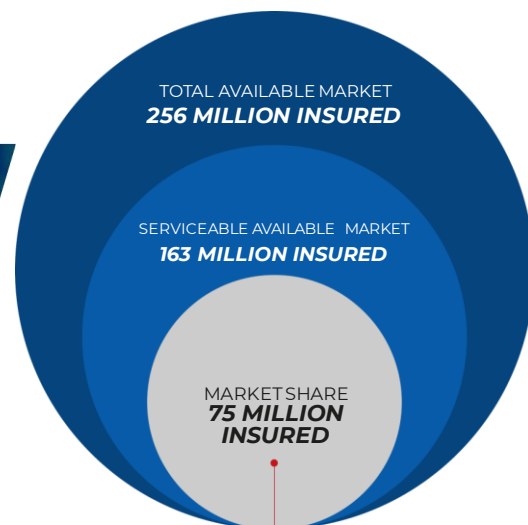 TOTAL AVAILABLE MARKET
256 MILLION INSURED
SERVICEABLE AVAILABLE MARKET
163 MILLION INSURED
MARKET SHARE
75 MILLION
INSURED